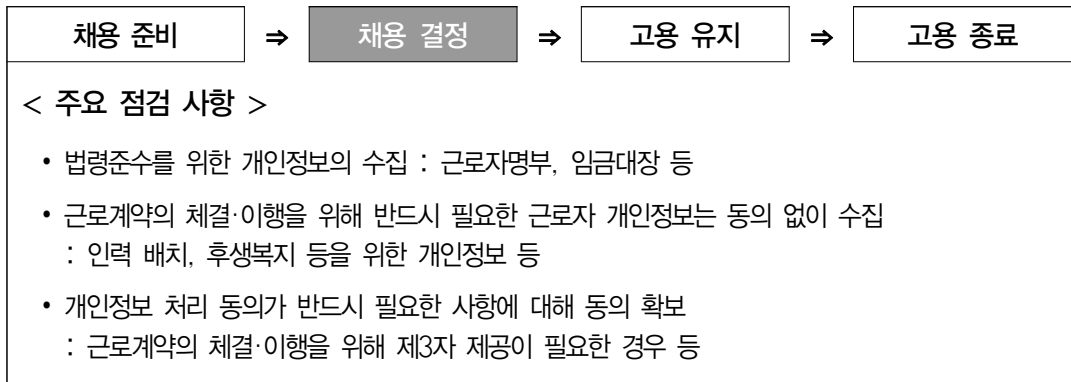 채용 준비 ⇒ 채용 결정 ⇒ 고용 유지 ⇒ 고용 종료
< 주요 점검 사항 >
• 법령준수를 위한 개인정보의 수집 : 근로자명부, 임금대장 등
• 근로계약의 체결·이행을 위해 반드시 필요한 근로자 개인정보는 동의 없이 수집
: 인력 배치, 후생복지 등을 위한 개인정보 등
• 개인정보 처리 동의가 반드시 필요한 사항에 대해 동의 확보
: 근로계약의 체결·이행을 위해 제3자 제공이 필요한 경우 등